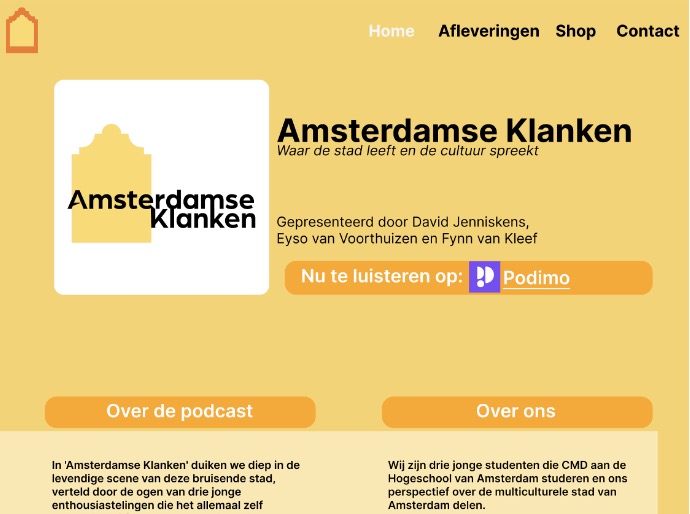 Home Afleveringen Shop Contact
Amsterdamse Klanken
Waar de stad leeft en de cultuur spreekt
Amsterdamse
Klanken
Gepresenteerd door David Jenniskens,
Eyso van Voorthuizen en Fynn van Kleef
Nu te luisteren op: Podimo
Over de podcast
In 'Amsterdamse Klanken' duiken we diep in de
levendige scene van deze bruisende stad,
verteld door de ogen van drie jonge
enthousiastelingen die het allemaal zelf
Over ons
Wij zijn drie jonge studenten die CMD aan de
Hogeschool van Amsterdam studeren en ons
perspectief over de multiculturele stad van
Amsterdam delen.